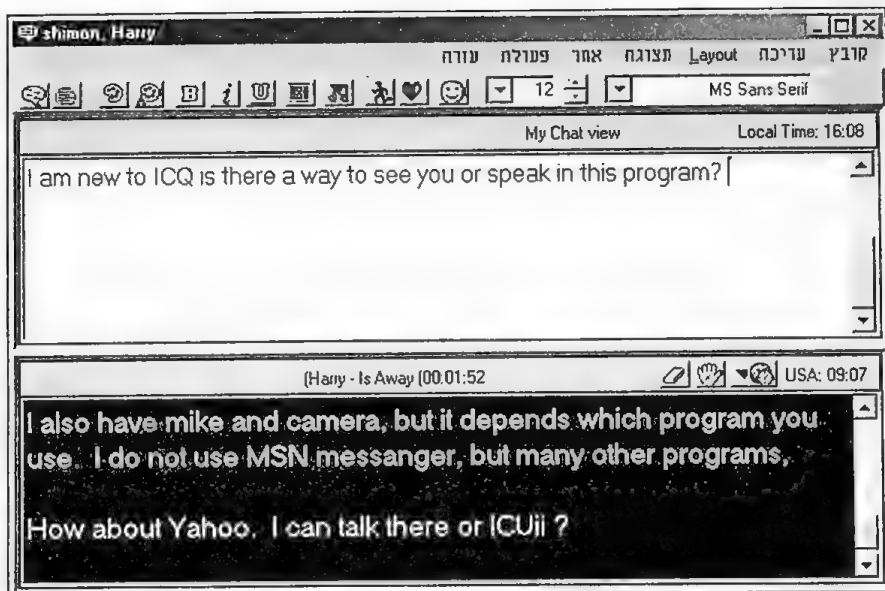 shimon, Harry
קובץ עריכה Layout תצוגה אחר פעולת עזרה
B i U 12 MS Sans Serif
My Chat view Local Time: 16:08
I am new to ICQ is there a way to see you or speak in this program?
(Harry - Is Away (00:01:52 USA: 09:07
I also have mike and camera, but it depends which program you
use. I do not use MSN messanger, but many other programs,
How about Yahoo. I can talk there or ICUii ?